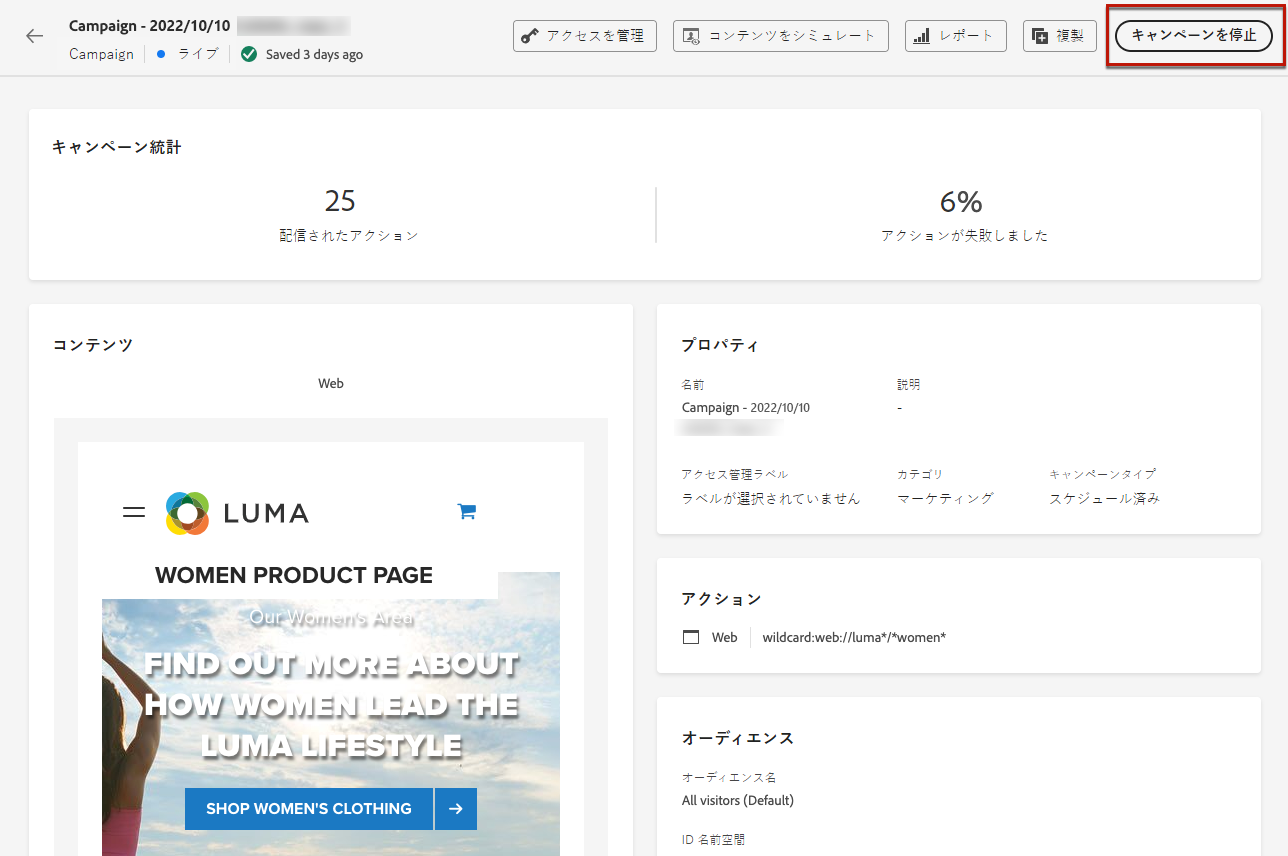 Campaign - 2022/10/10
Campaign ライブ Saved 3 days ago
アクセスを管理
コンテンツをシミュレート
レポート
複製
キャンペーンを停止
キャンペーン統計
25
配信されたアクション
6%
アクションが失敗しました
コンテンツ
Web
LUMA
WOMEN PRODUCT PAGE
Our Women's Area
FIND OUT MORE ABOUT
HOW WOMEN LEAD THE
LUMA LIFESTYLE
SHOP WOMEN'S CLOTHING
プロパティ
名前
Campaign - 2022/10/10
説明
-
アクセス管理ラベル
ラベルが選択されていません
カテゴリ
マーケティング
キャンペーンタイプ
スケジュール済み
アクション
Web wildcard:web://luma*/*women*
オーディエンス
オーディエンス名
All visitors (Default)
ID 名前空間